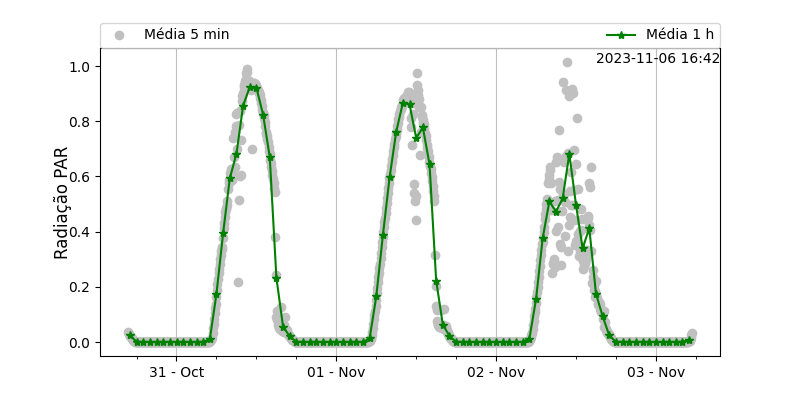 Média 5 min
Média 1 h
2023-11-06 16:42
1.0
0.8
0.6
0.4
0.2
0.0
Radiação PAR
31 - Oct
01 - Nov
02 - Nov
03 - Nov